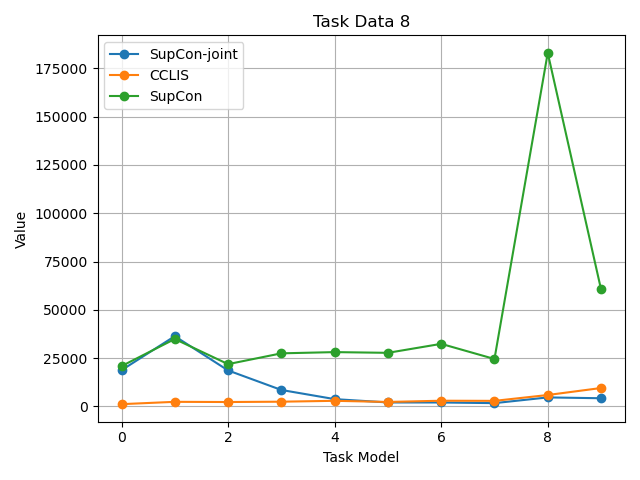 Task Data 8
SupCon-joint
CCLIS
SupCon
175000
150000
125000
100000
75000
50000
25000
0
Value
0 2 4 6 8
Task Model